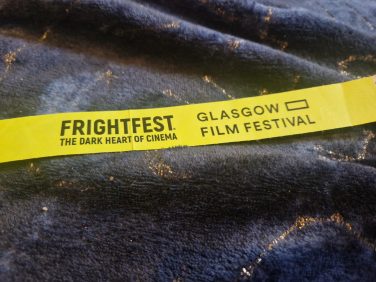 FRIGHTFEST
THE DARK HEART OF CINEMA
GLASGOW
FILM FESTIVAL